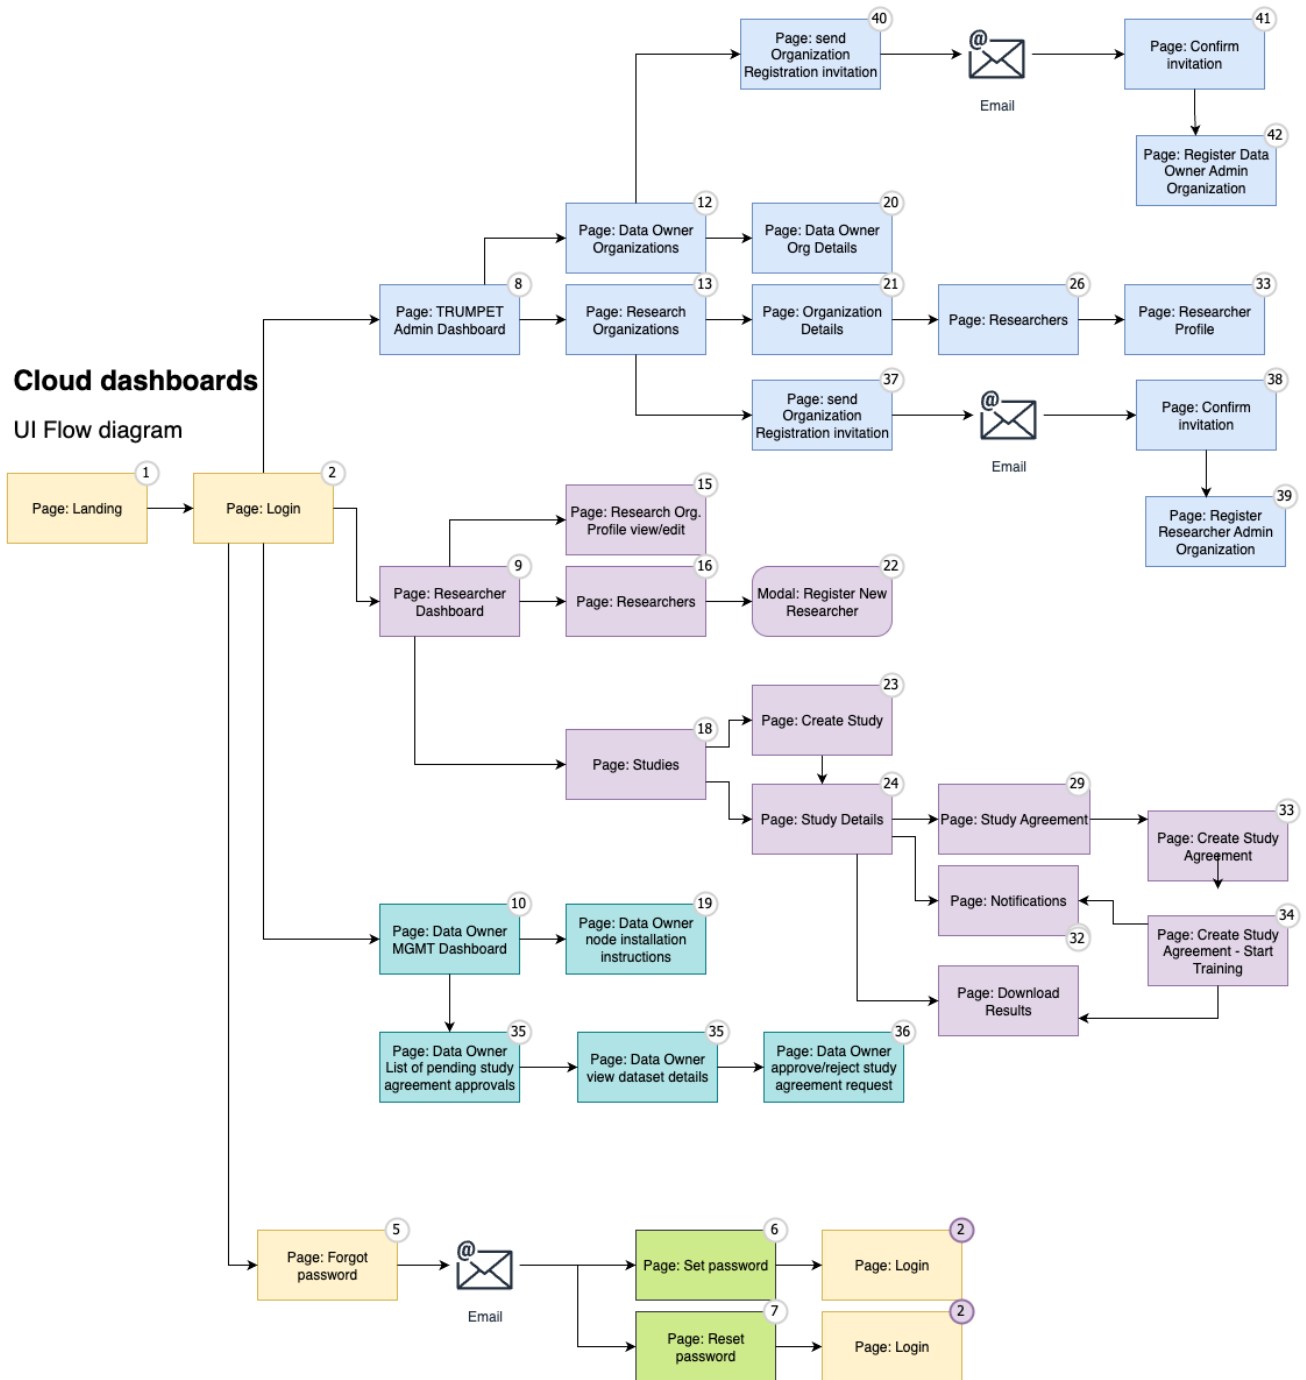 40
Page: send
Organization
Registration invitation
@
Email
41
Page: Confirm
invitation
42
Page: Register Data
Owner Admin
Organization
12
Page: Data Owner
Organizations
20
Page: Data Owner
Org Details
8
Page: TRUMPET
Admin Dashboard
13
Page: Research
Organizations
21
Page: Organization
Details
26
Page: Researchers
33
Page: Researcher
Profile
Cloud dashboards
UI Flow diagram
37
Page: send
Organization
Registration invitation
@
Email
38
Page: Confirm
invitation
39
Page: Register
Researcher Admin
Organization
1
Page: Landing
2
Page: Login
15
Page: Research Org.
Profile view/edit
9
Page: Researcher
Dashboard
16
Page: Researchers
22
Modal: Register New
Researcher
18
Page: Studies
23
Page: Create Study
24
Page: Study Details
29
Page: Study Agreement
33
Page: Create Study
Agreement
Page: Notifications
32
34
Page: Create Study
Agreement - Start
Training
Page: Download
Results
10
Page: Data Owner
MGMT Dashboard
19
Page: Data Owner
node installation
instructions
35
Page: Data Owner
List of pending study
agreement approvals
35
Page: Data Owner
view dataset details
36
Page: Data Owner
approve/reject study
agreement request
5
Page: Forgot
password
@
Email
6
Page: Set password
2
Page: Login
7
Page: Reset
password
2
Page: Login